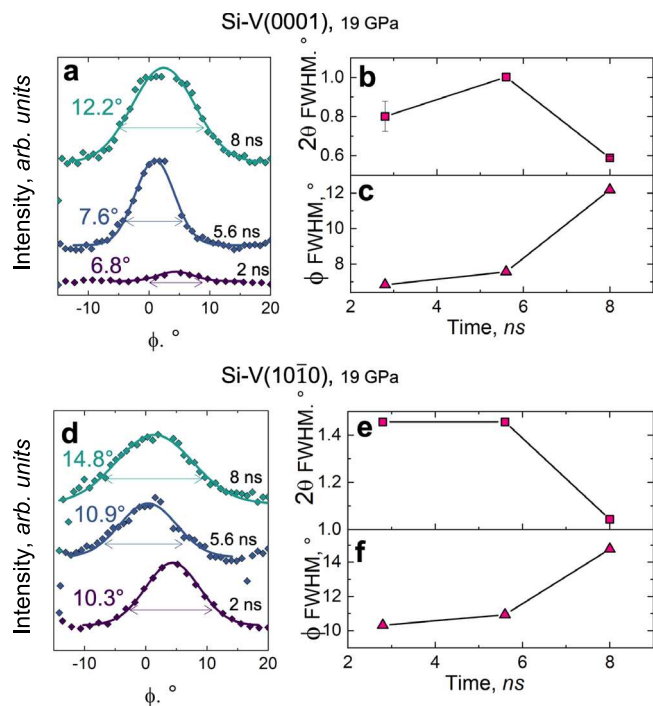 Si-V(0001), 19 GPa
a
Intensity, arb. units
12.2°
8 ns
7.6°
5.6 ns
6.8°
2 ns
-10 0 10 20
ϕ. °
b
2θ FWHM. °
1.0
0.8
0.6
c
ϕ FWHM, °
12
10
8
2 4 6 8
Time, ns
Si-V(101̄0), 19 GPa
d
Intensity, arb. units
14.8°
8 ns
10.9°
5.6 ns
10.3°
2 ns
-10 0 10 20
ϕ. °
e
2θ FWHM. °
1.4
1.2
1.0
f
ϕ FWHM, °
14
12
10
2 4 6 8
Time, ns